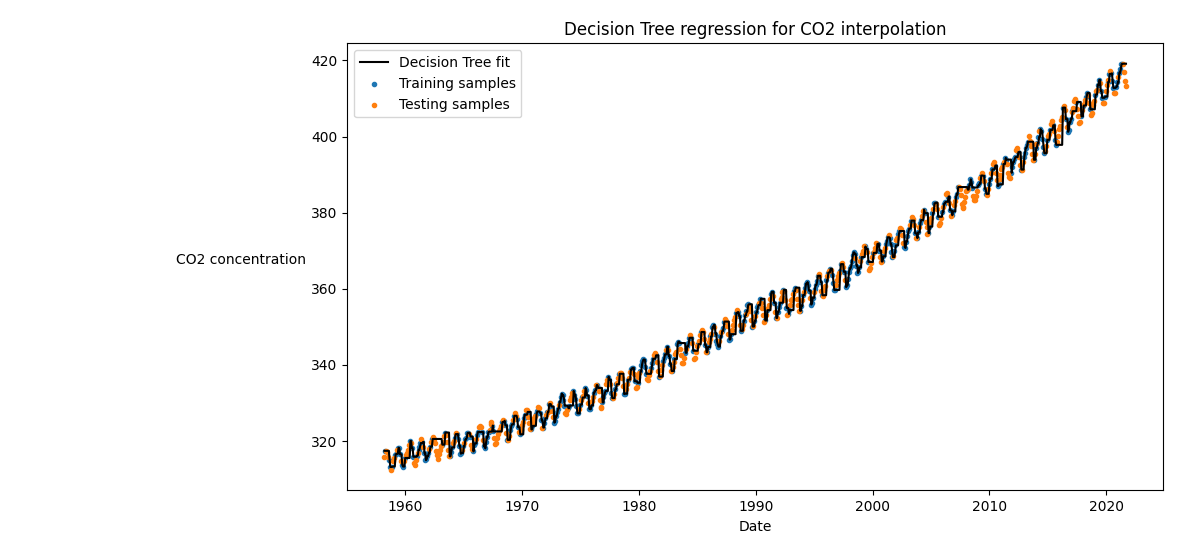 Decision Tree regression for CO2 interpolation
Decision Tree fit
Training samples
Testing samples
420
400
380
360
340
320
CO2 concentration
1960 1970 1980 1990 2000 2010 2020
Date